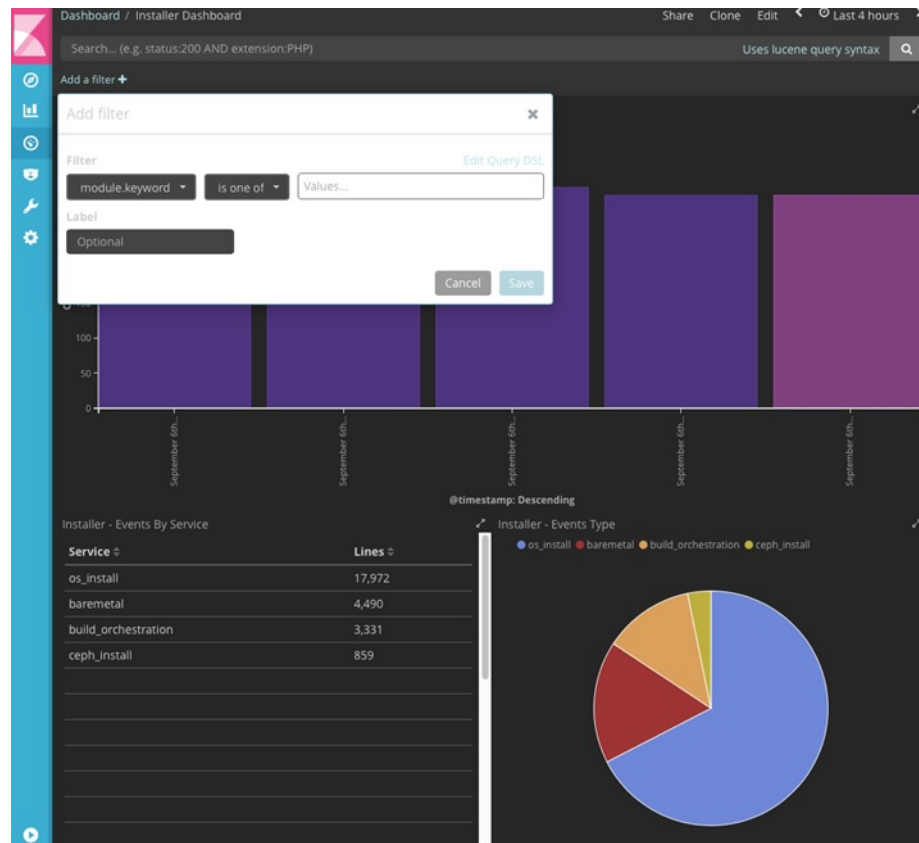 Dashboard / Installer Dashboard Share Clone Edit Last 4 hours
Search... (e.g. status:200 AND extension:PHP) Uses lucene query syntax
Add a filter +
Add filter
Filter Edit Query DSL
module.keyword is one of Values...
Label
Optional
Cancel Save
100
50
0
September 6th... September 6th... September 6th... September 6th... September 6th...
@timestamp: Descending
Installer - Events By Service
Service Lines
os_install 17,972
baremetal 4,490
build_orchestration 3,331
ceph_install 859
Installer - Events Type
os_install baremetal build_orchestration ceph_install